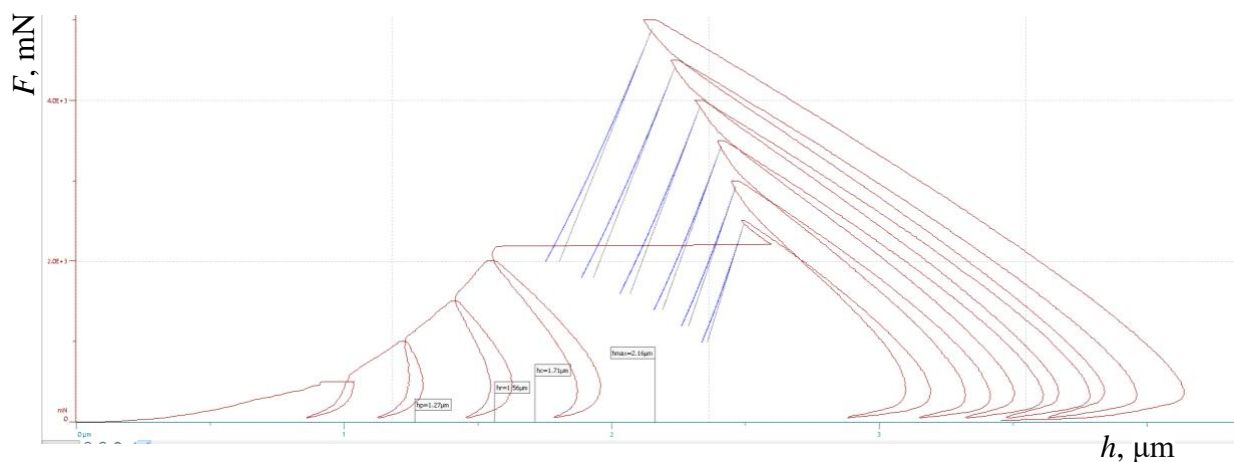 F, mN
4.0E+3
2.0E+3
mN
0
hmax=2.16µm
hc=1.71µm
hr=1.56µm
hp=1.27µm
0 µm
1
2
3
h, µm